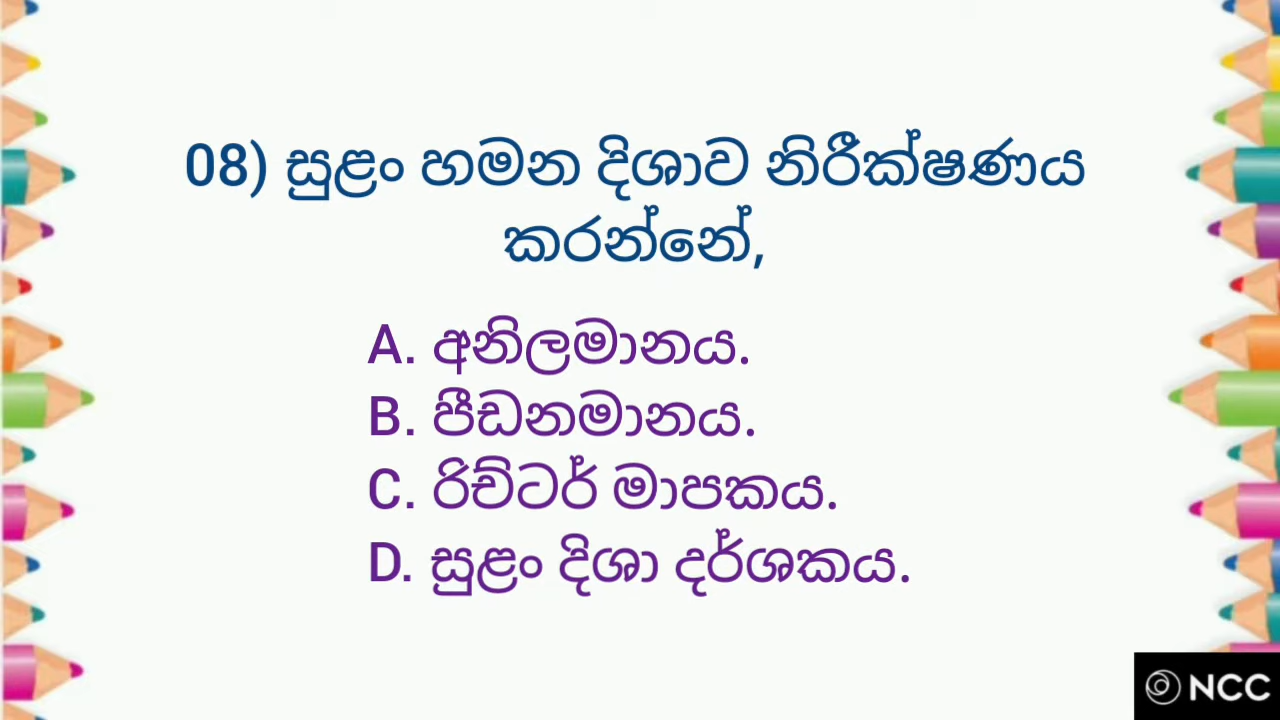 08) සුළං හමන දිශාව නිරීක්ෂණය
කරන්නේ,
A. අනිලමානය.
B. පීඩනමානය.
C. රිච්ටර් මාපකය.
D. සුළං දිශා දර්ශකය.
NCC